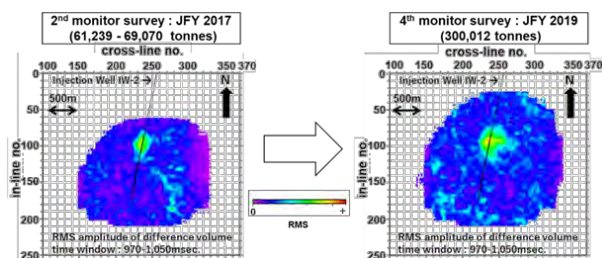 2nd monitor survey : JFY 2017
(61,239 - 69,070 tonnes)
cross-line no.
100 150 200 250 300 350 370
0
50
100
150
200
250
in-line no.
Injection Well IW-2→
500m
N
RMS amplitude of difference volume
time window : 970-1,050msec.
0
+
RMS
4th monitor survey : JFY 2019
(300,012 tonnes)
cross-line no.
100 150 200 250 300 350 370
0
50
100
150
200
250
in-line no.
Injection Well IW-2→
500m
N
RMS amplitude of difference volume
time window : 970-1,050msec.